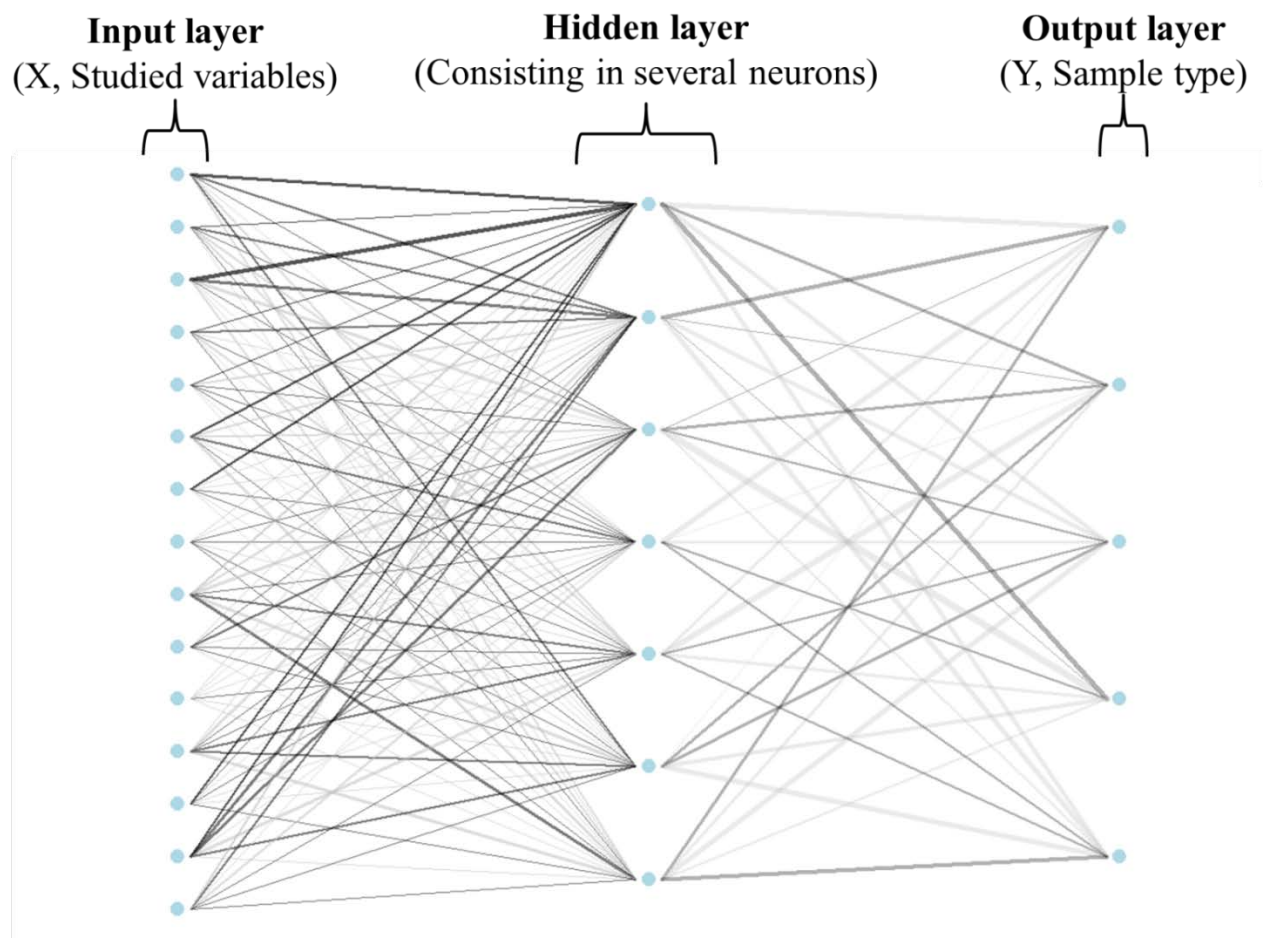 Input layer
(X, Studied variables)
Hidden layer
(Consisting in several neurons)
Output layer
(Y, Sample type)